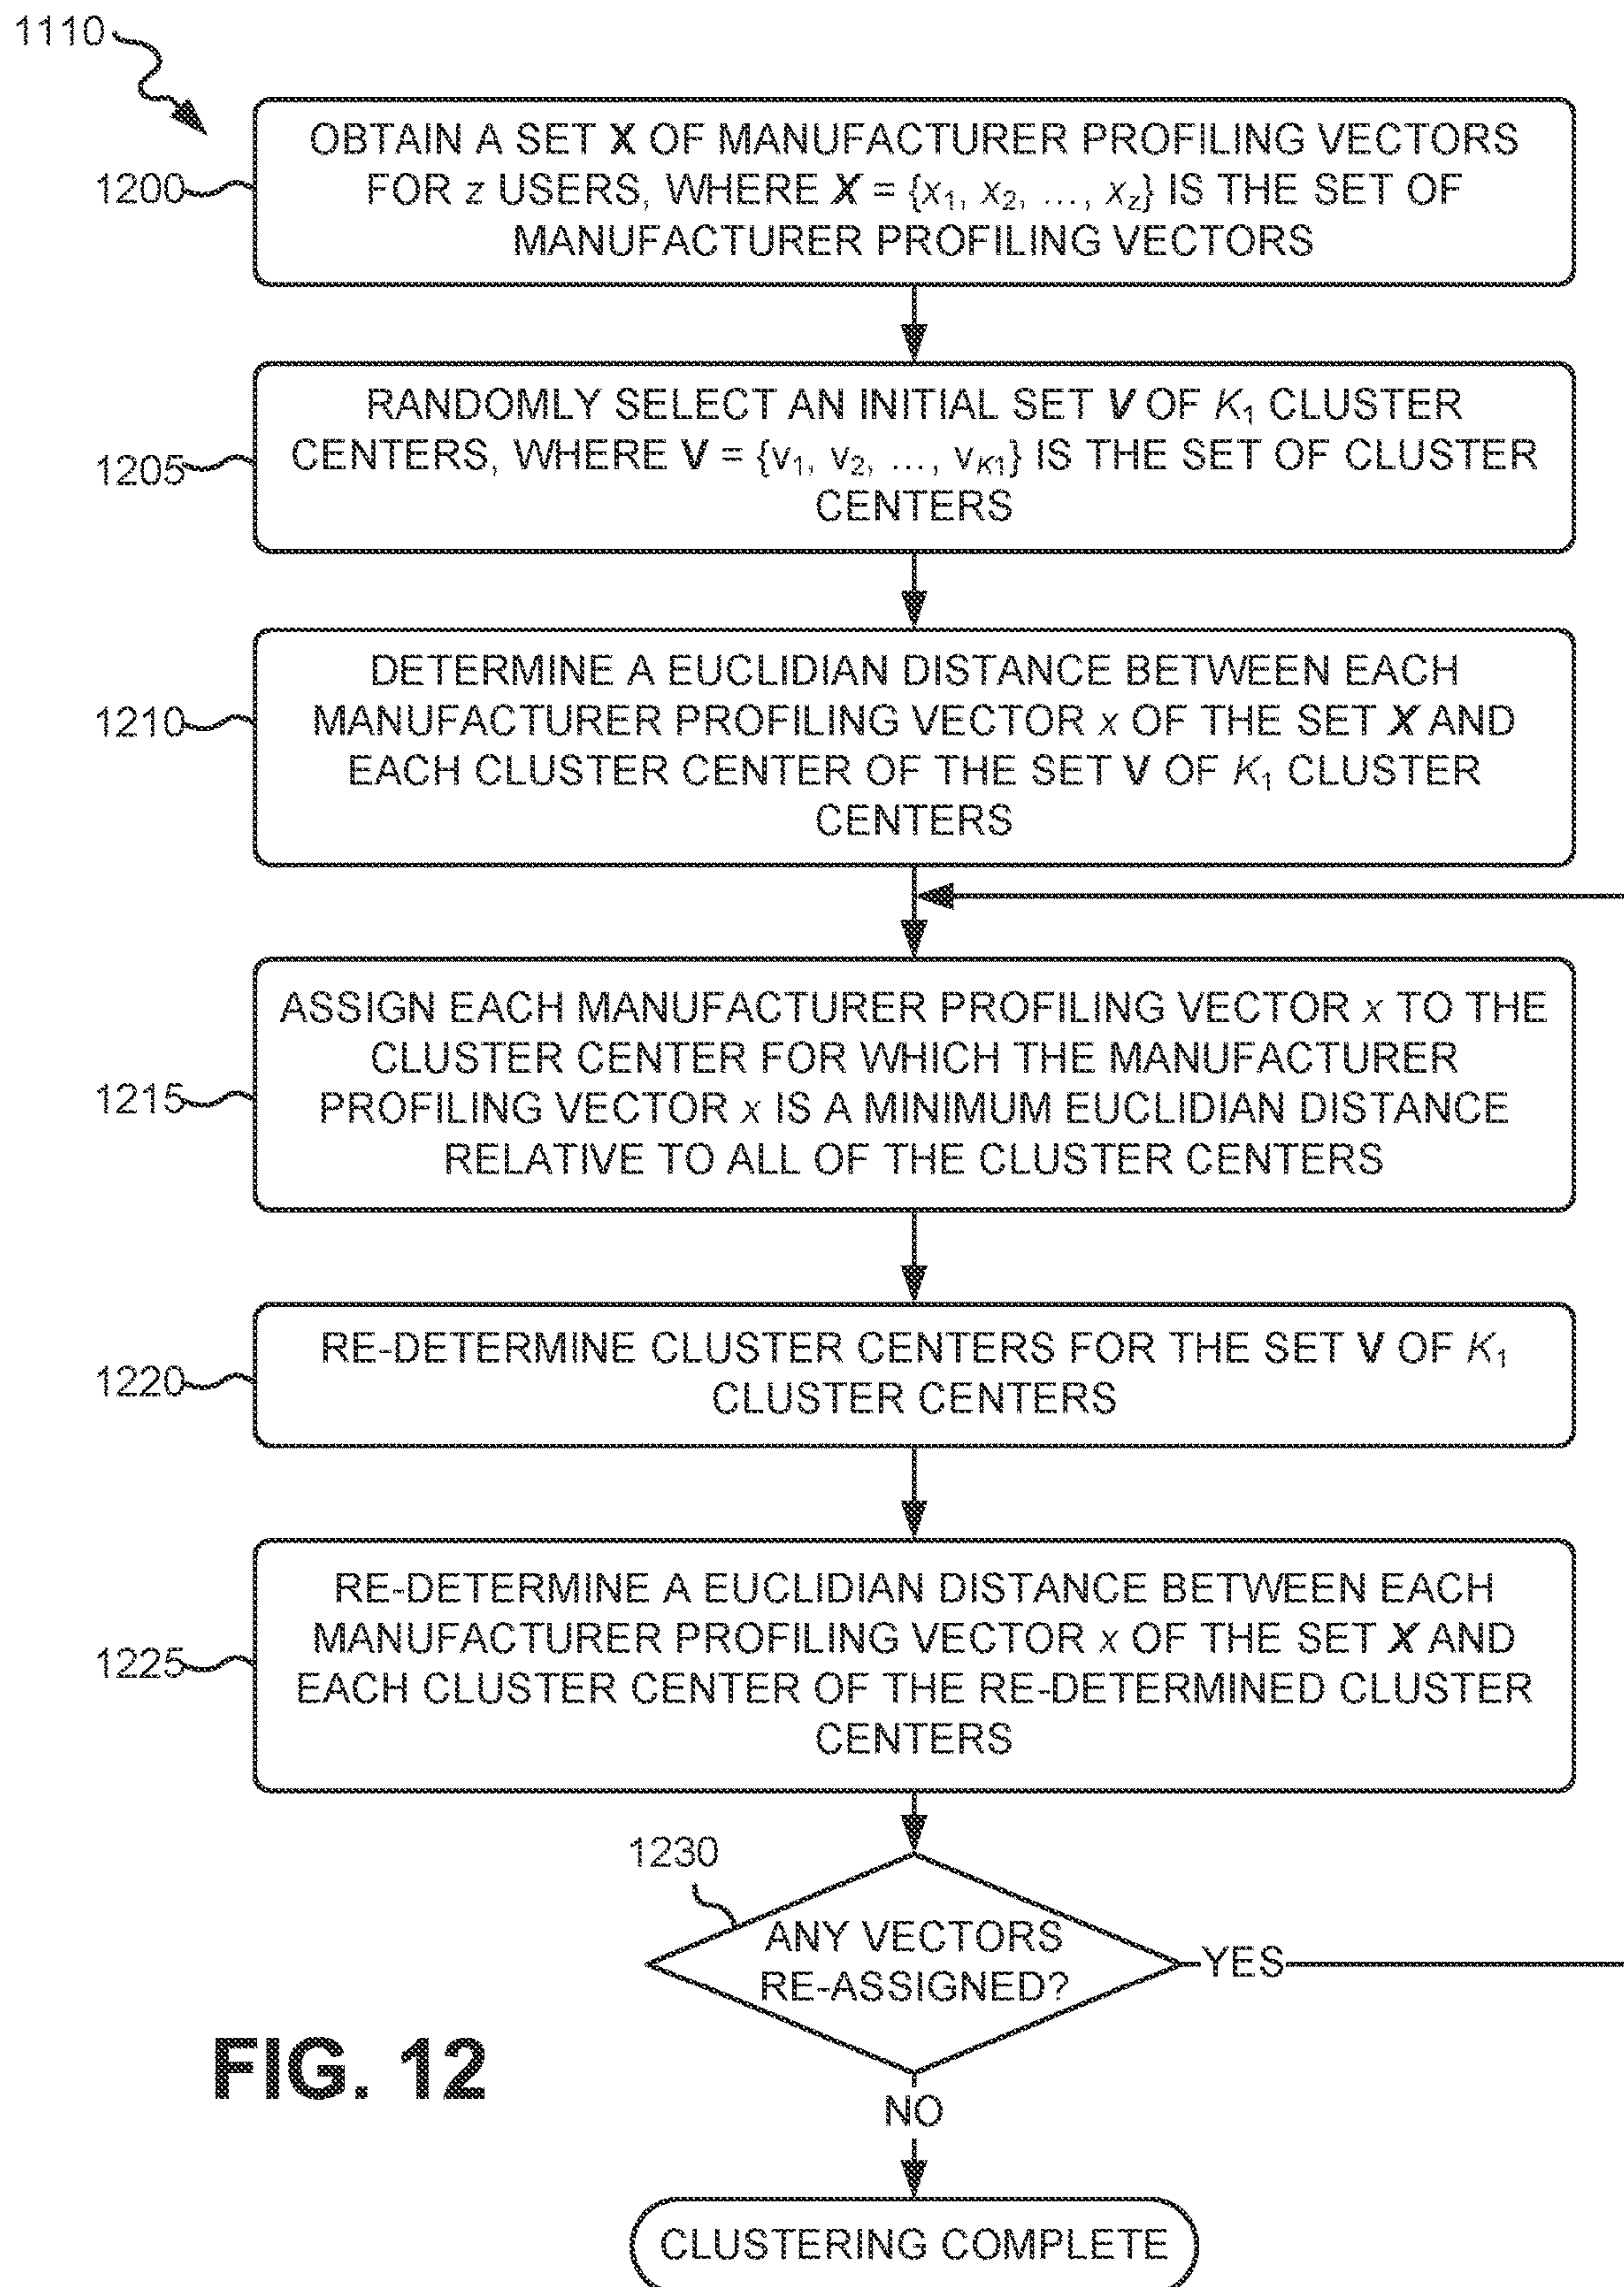 1110
OBTAIN A SET X OF MANUFACTURER PROFILING VECTORS
FOR z USERS, WHERE X = {x₁, x₂, ..., x_z} IS THE SET OF
MANUFACTURER PROFILING VECTORS
1200
RANDOMLY SELECT AN INITIAL SET V OF K₁ CLUSTER
CENTERS, WHERE V = {v₁, v₂, ..., v_K1} IS THE SET OF CLUSTER
CENTERS
1205
DETERMINE A EUCLIDIAN DISTANCE BETWEEN EACH
MANUFACTURER PROFILING VECTOR x OF THE SET X AND
EACH CLUSTER CENTER OF THE SET V OF K₁ CLUSTER
CENTERS
1210
ASSIGN EACH MANUFACTURER PROFILING VECTOR x TO THE
CLUSTER CENTER FOR WHICH THE MANUFACTURER
PROFILING VECTOR x IS A MINIMUM EUCLIDIAN DISTANCE
RELATIVE TO ALL OF THE CLUSTER CENTERS
1215
RE-DETERMINE CLUSTER CENTERS FOR THE SET V OF K₁
CLUSTER CENTERS
1220
RE-DETERMINE A EUCLIDIAN DISTANCE BETWEEN EACH
MANUFACTURER PROFILING VECTOR x OF THE SET X AND
EACH CLUSTER CENTER OF THE RE-DETERMINED CLUSTER
CENTERS
1225
1230
ANY VECTORS
RE-ASSIGNED?
YES
NO
CLUSTERING COMPLETE
FIG. 12